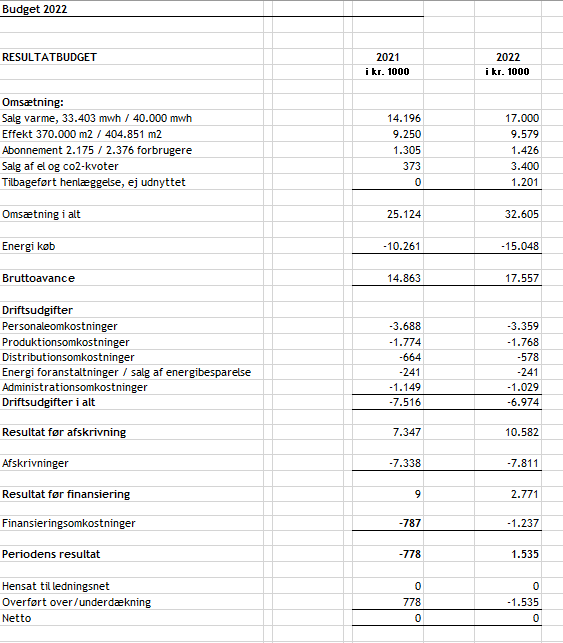 Budget 2022
RESULTATBUDGET 2021 2022
i kr. 1000 i kr. 1000
Omsætning:
Salg varme, 33.403 mwh / 40.000 mwh 14.196 17.000
Effekt 370.000 m2 / 404.851 m2 9.250 9.579
Abonnement 2.175 / 2.376 forbrugere 1.305 1.426
Salg af el og co2-kvoter 373 3.400
Tilbageført henlæggelse, ej udnyttet 0 1.201
Omsætning i alt 25.124 32.605
Energi køb -10.261 -15.048
Bruttoavance 14.863 17.557
Driftsudgifter
Personaleomkostninger -3.688 -3.359
Produktionsomkostninger -1.774 -1.768
Distributionsomkostninger -664 -578
Energi foranstaltninger / salg af energibesparelse -241 -241
Administrationsomkostninger -1.149 -1.029
Driftsudgifter i alt -7.516 -6.974
Resultat før afskrivning 7.347 10.582
Afskrivninger -7.338 -7.811
Resultat før finansiering 9 2.771
Finansieringsomkostninger -787 -1.237
Periodens resultat -778 1.535
Hensat til ledningsnet 0 0
Overført over/underdækning 778 -1.535
Netto 0 0